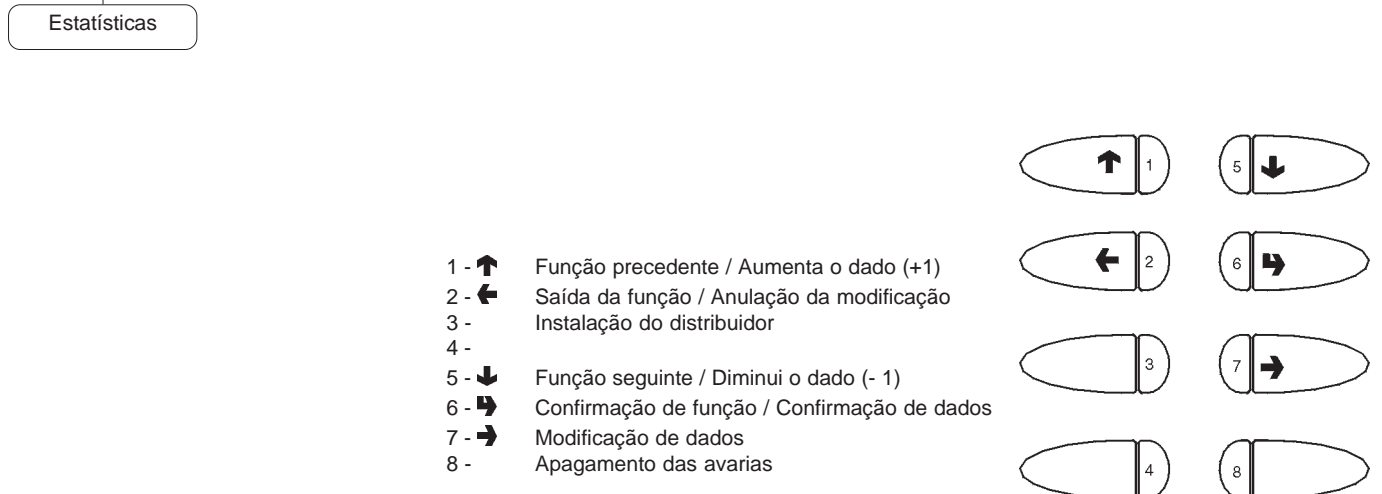 Estatísticas
1 5
2 6
1 - ↑ Função precedente / Aumenta o dado (+1)
2 - ← Saída da função / Anulação da modificação
3 - Instalação do distribuidor
4 -
5 - ↓ Função seguinte / Diminui o dado (- 1)
6 - ↳ Confirmação de função / Confirmação de dados
7 - → Modificação de dados
8 - Apagamento das avarias
3 7
4 8